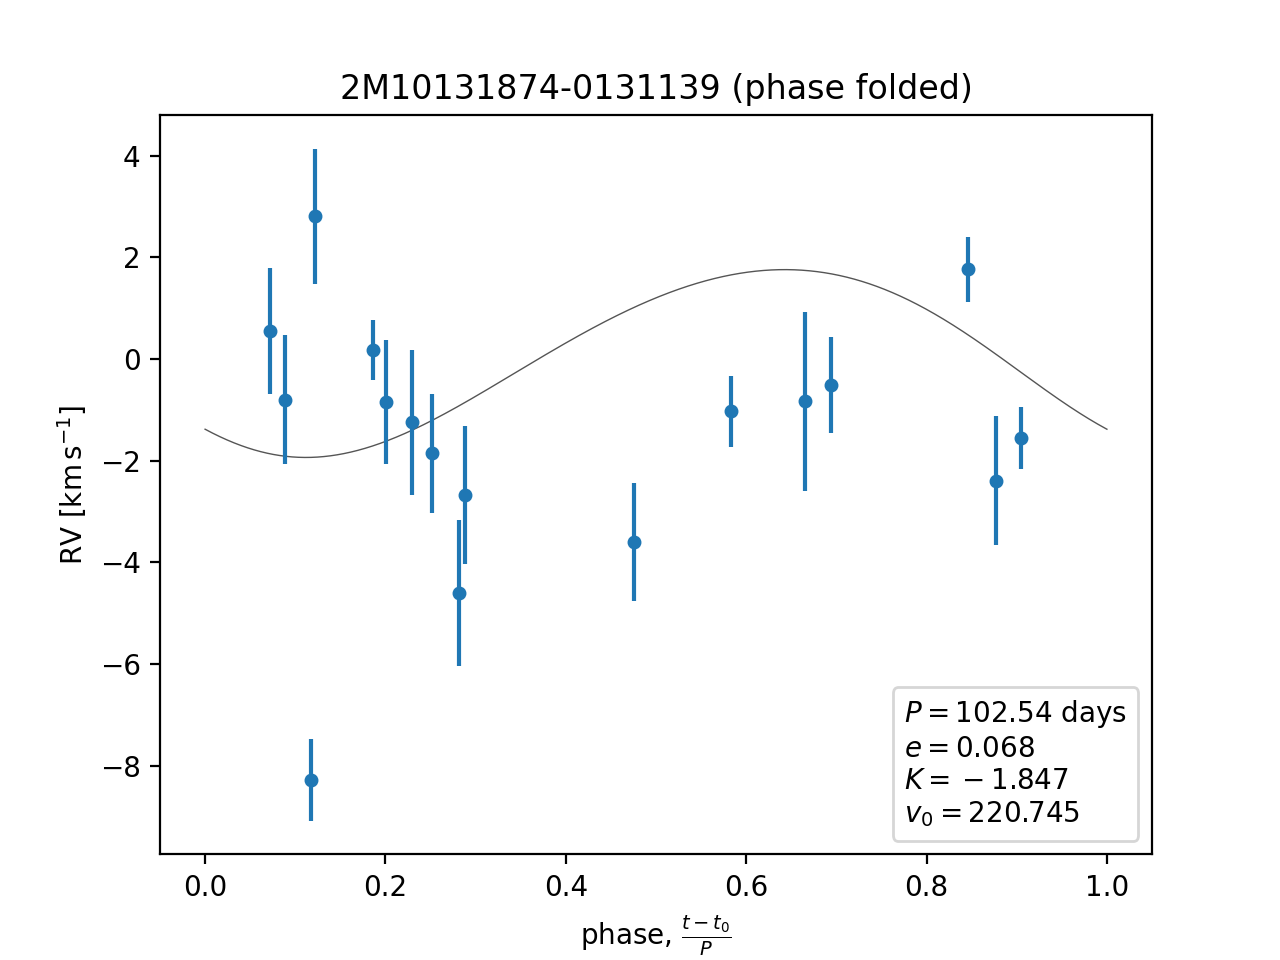 2M10131874-0131139 (phase folded)
RV [km s⁻¹]
4
2
0
−2
−4
−6
−8
P = 102.54 days
e = 0.068
K = −1.847
v₀ = 220.745
0.0 0.2 0.4 0.6 0.8 1.0
phase, (t − t₀)/P